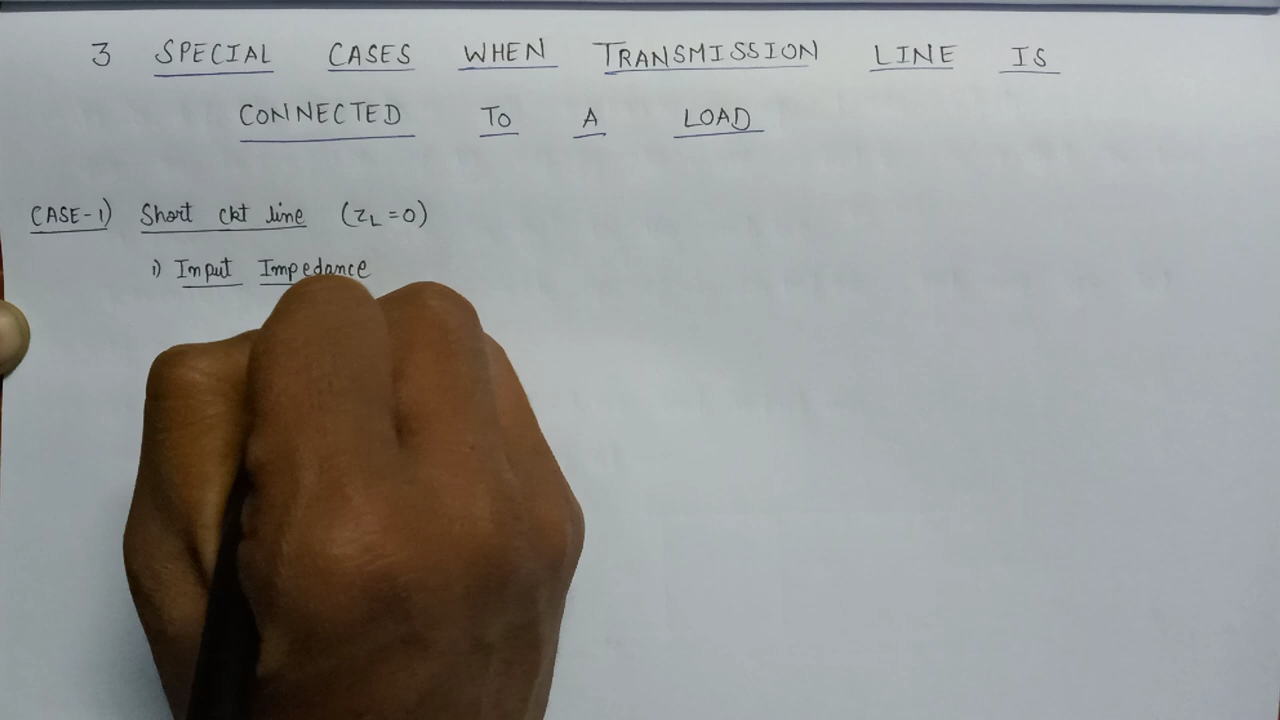 3 SPECIAL CASES WHEN TRANSMISSION LINE IS
CONNECTED TO A LOAD
CASE-1) Short ckt line (ZL=0)
i) Input Impedance